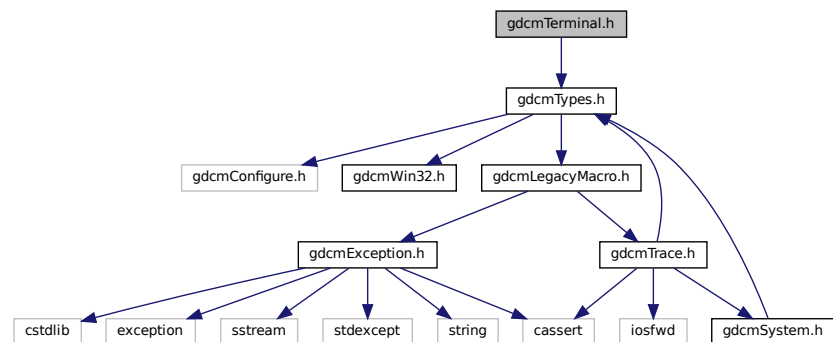 gdcmTerminal.h
gdcmTypes.h
gdcmConfigure.h
gdcmWin32.h
gdcmLegacyMacro.h
gdcmException.h
gdcmTrace.h
cstdlib
exception
sstream
stdexcept
string
cassert
iosfwd
gdcmSystem.h